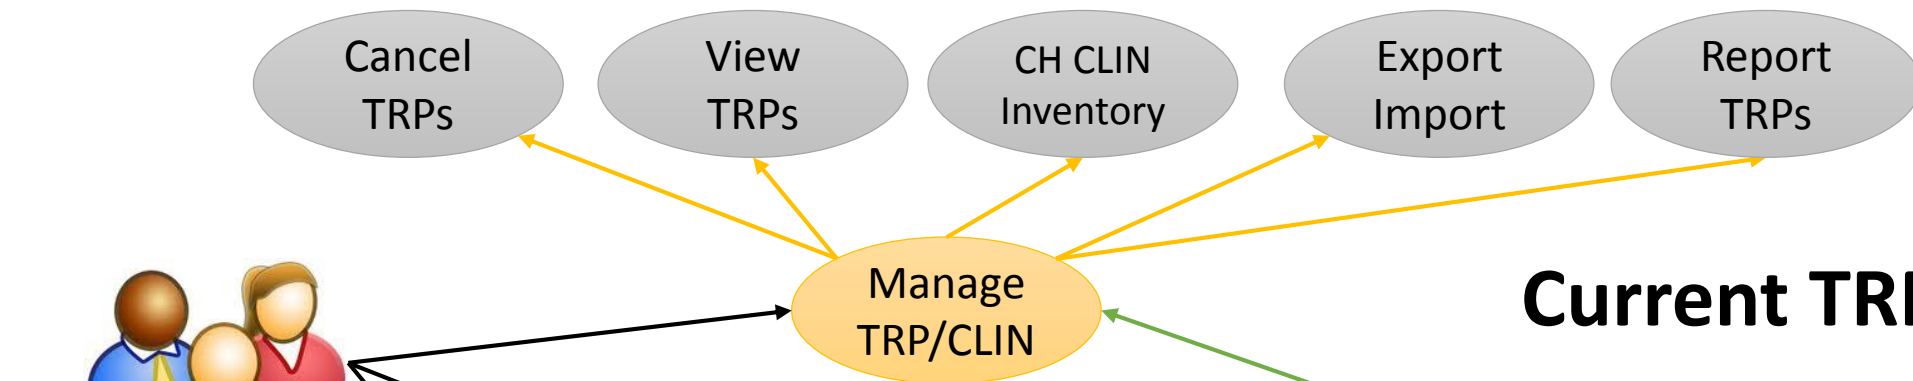 Cancel
TRPs
View
TRPs
CH CLIN
Inventory
Export
Import
Report
TRPs
Manage
TRP/CLIN
Current